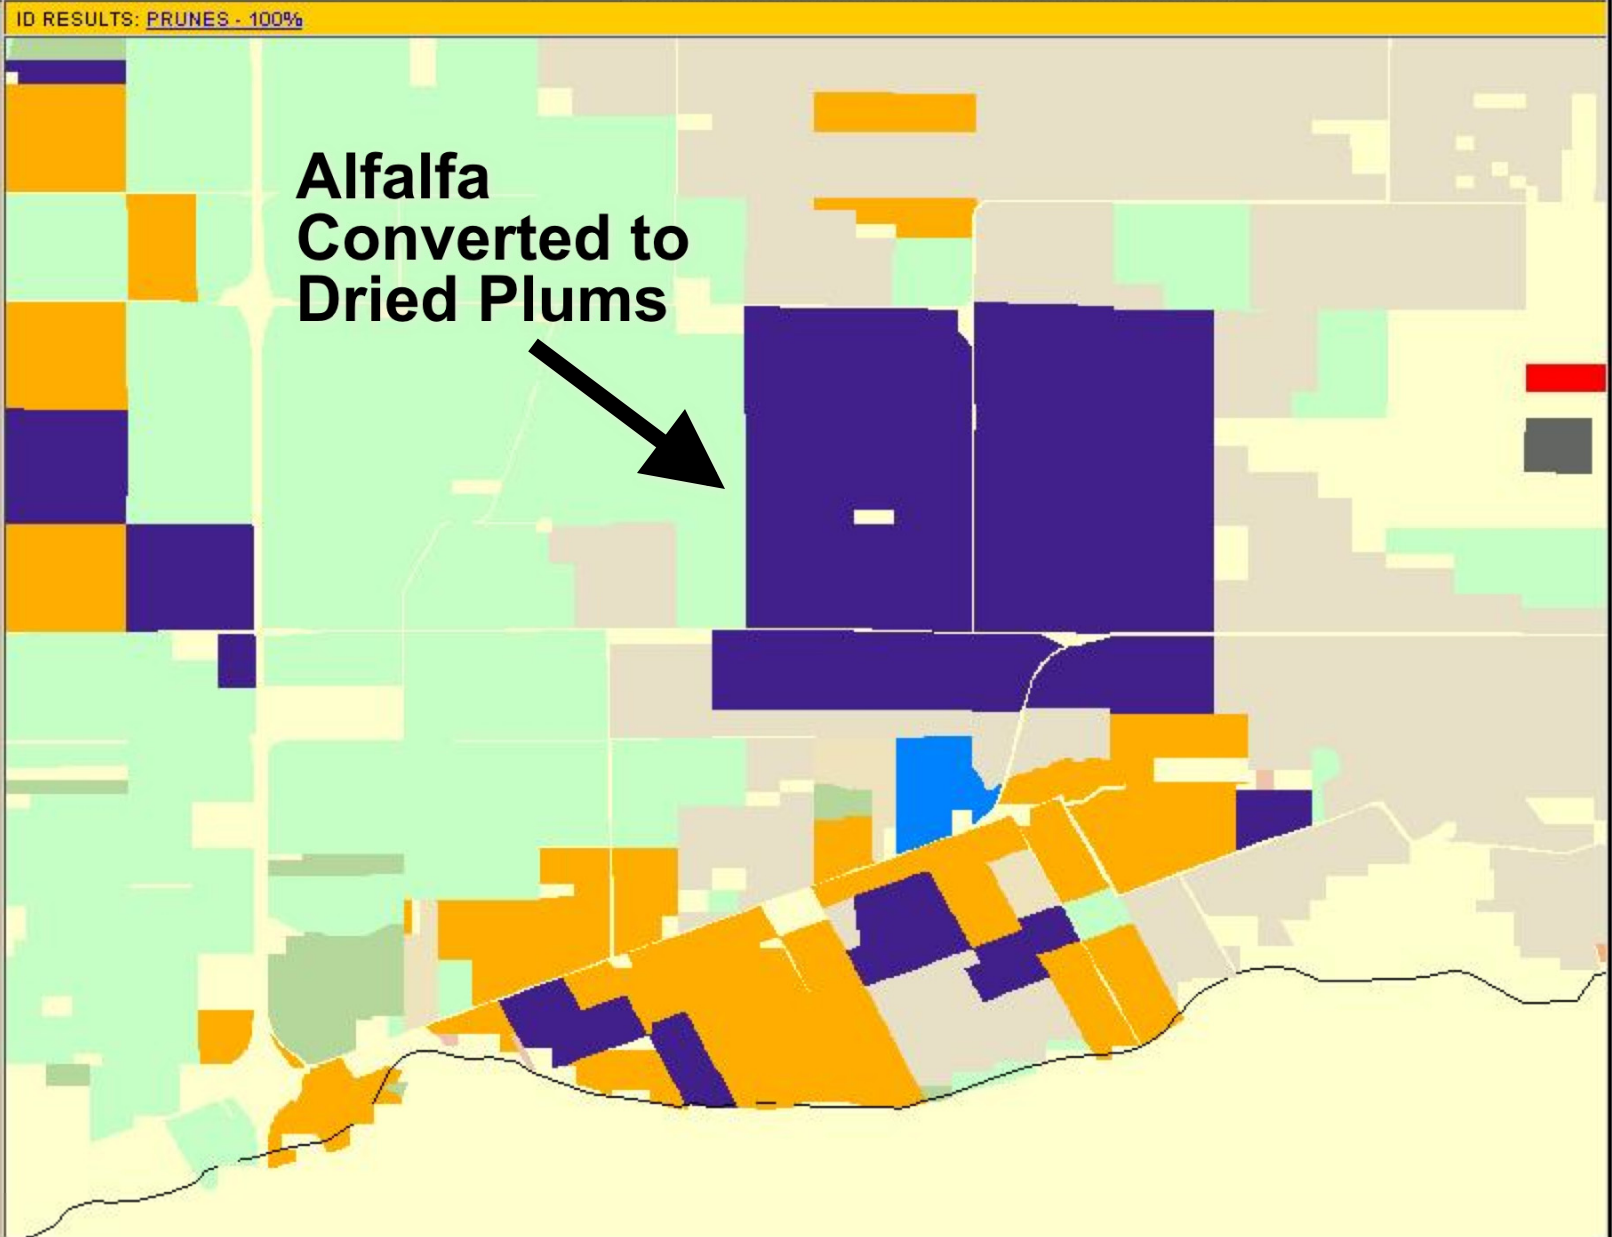 ID RESULTS: PRUNES - 100%
Alfalfa
Converted to
Dried Plums